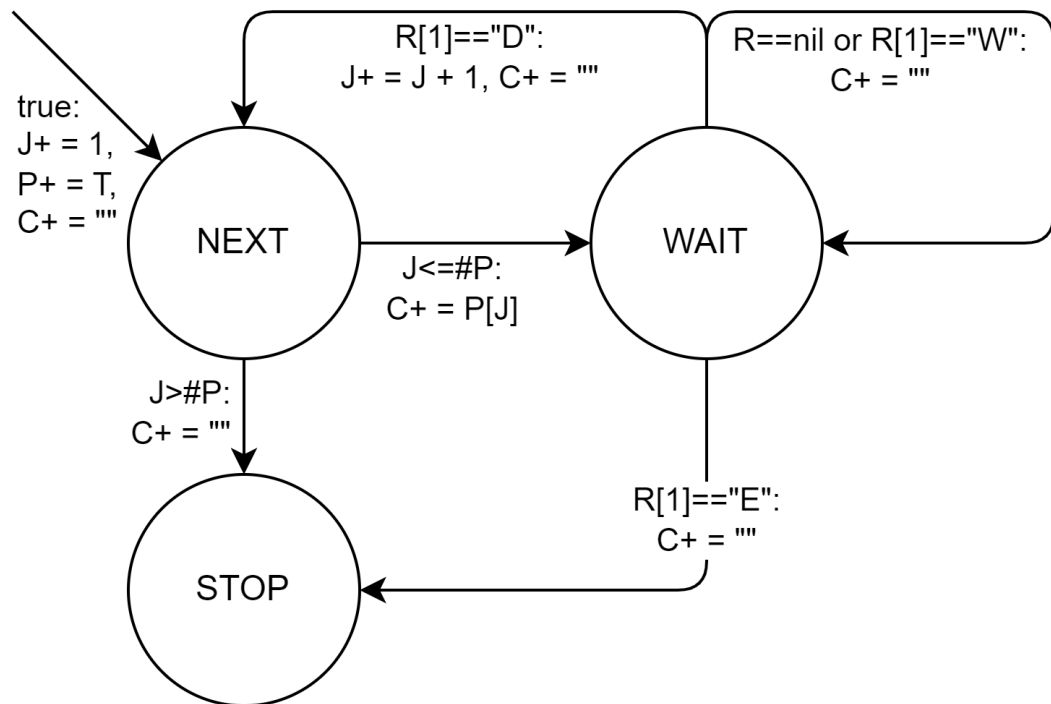 R[1]=="D":
J+ = J + 1, C+ = ""
R==nil or R[1]=="W":
C+ = ""
true:
J+ = 1,
P+ = T,
C+ = ""
NEXT
WAIT
J<=#P:
C+ = P[J]
J>#P:
C+ = ""
R[1]=="E":
C+ = ""
STOP